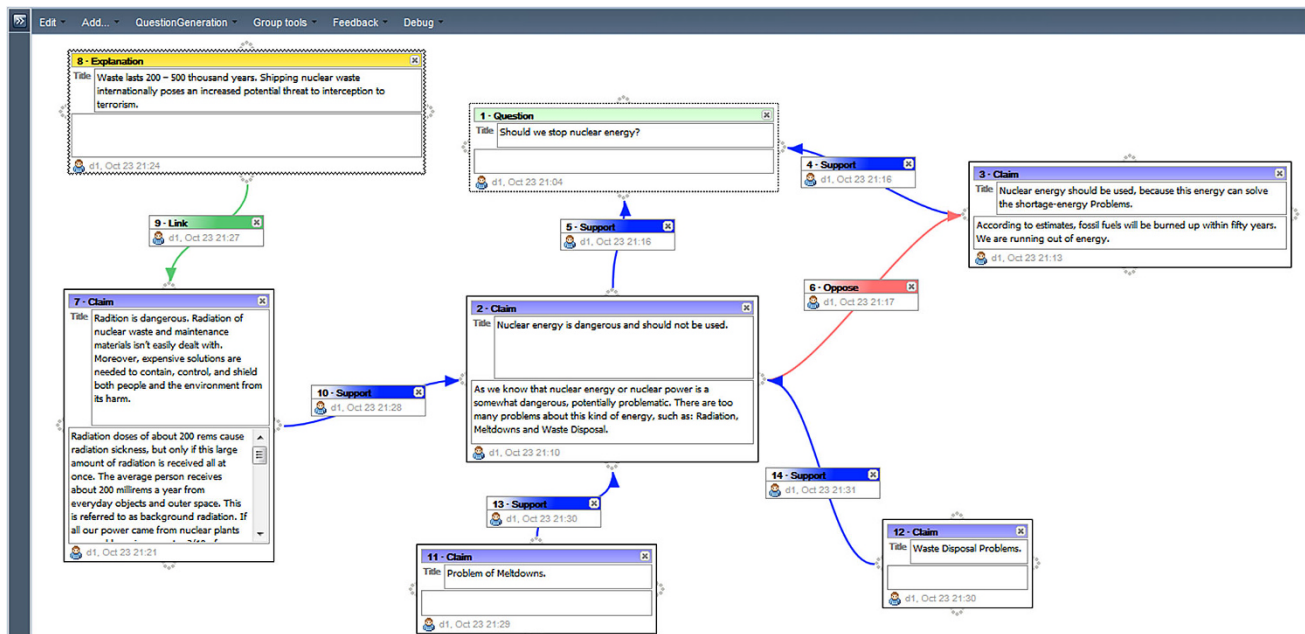 Edit Add... QuestionGeneration Group tools Feedback Debug
8 - Explanation
Title Waste lasts 200 – 500 thousand years. Shipping nuclear waste
internationally poses an increased potential threat to interception to
terrorism.
d1, Oct 23 21:24
1 - Question
Title Should we stop nuclear energy?
d1, Oct 23 21:04
4 - Support
d1, Oct 23 21:16
3 - Claim
Title Nuclear energy should be used, because this energy can solve
the shortage-energy Problems.
According to estimates, fossil fuels will be burned up within fifty years.
We are running out of energy.
d1, Oct 23 21:13
9 - Link
d1, Oct 23 21:27
5 - Support
d1, Oct 23 21:16
6 - Oppose
d1, Oct 23 21:17
7 - Claim
Title Radition is dangerous. Radiation of
nuclear waste and maintenance
materials isn't easily dealt with.
Moreover, expensive solutions are
needed to contain, control, and shield
both people and the environment from
its harm.
Radiation doses of about 200 rems cause
radiation sickness, but only if this large
amount of radiation is received all at
once. The average person receives
about 200 millirems a year from
everyday objects and outer space. This
is referred to as background radiation. If
all our power came from nuclear plants
d1, Oct 23 21:21
2 - Claim
Title Nuclear energy is dangerous and should not be used.
As we know that nuclear energy or nuclear power is a
somewhat dangerous, potentially problematic. There are too
many problems about this kind of energy, such as: Radiation,
Meltdowns and Waste Disposal.
d1, Oct 23 21:10
10 - Support
d1, Oct 23 21:28
13 - Support
d1, Oct 23 21:30
14 - Support
d1, Oct 23 21:31
11 - Claim
Title Problem of Meltdowns.
d1, Oct 23 21:29
12 - Claim
Title Waste Disposal Problems.
d1, Oct 23 21:30